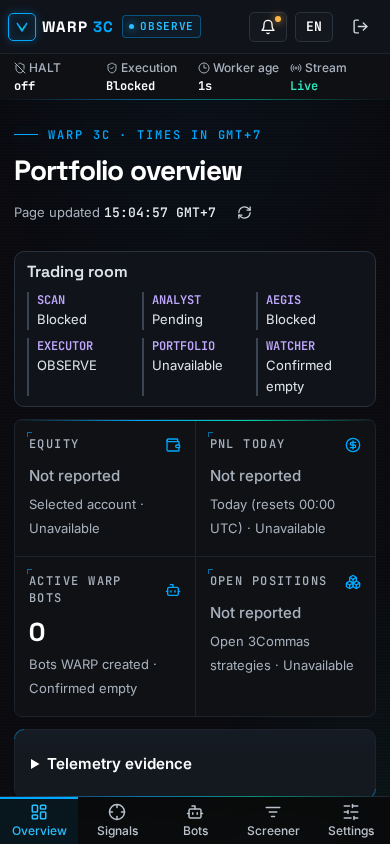 WARP 3C
OBSERVE
EN
HALT
off
Execution
Blocked
Worker age
1s
Stream
Live
WARP 3C · TIMES IN GMT+7
Portfolio overview
Page updated 15:04:57 GMT+7
Trading room
SCAN
Blocked
ANALYST
Pending
AEGIS
Blocked
EXECUTOR
OBSERVE
PORTFOLIO
Unavailable
WATCHER
Confirmed
empty
EQUITY
Not reported
Selected account ·
Unavailable
PNL TODAY
Not reported
Today (resets 00:00
UTC) · Unavailable
ACTIVE WARP
BOTS
0
Bots WARP created ·
Confirmed empty
OPEN POSITIONS
Not reported
Open 3Commas
strategies · Unavailable
Telemetry evidence
Overview
Signals
Bots
Screener
Settings